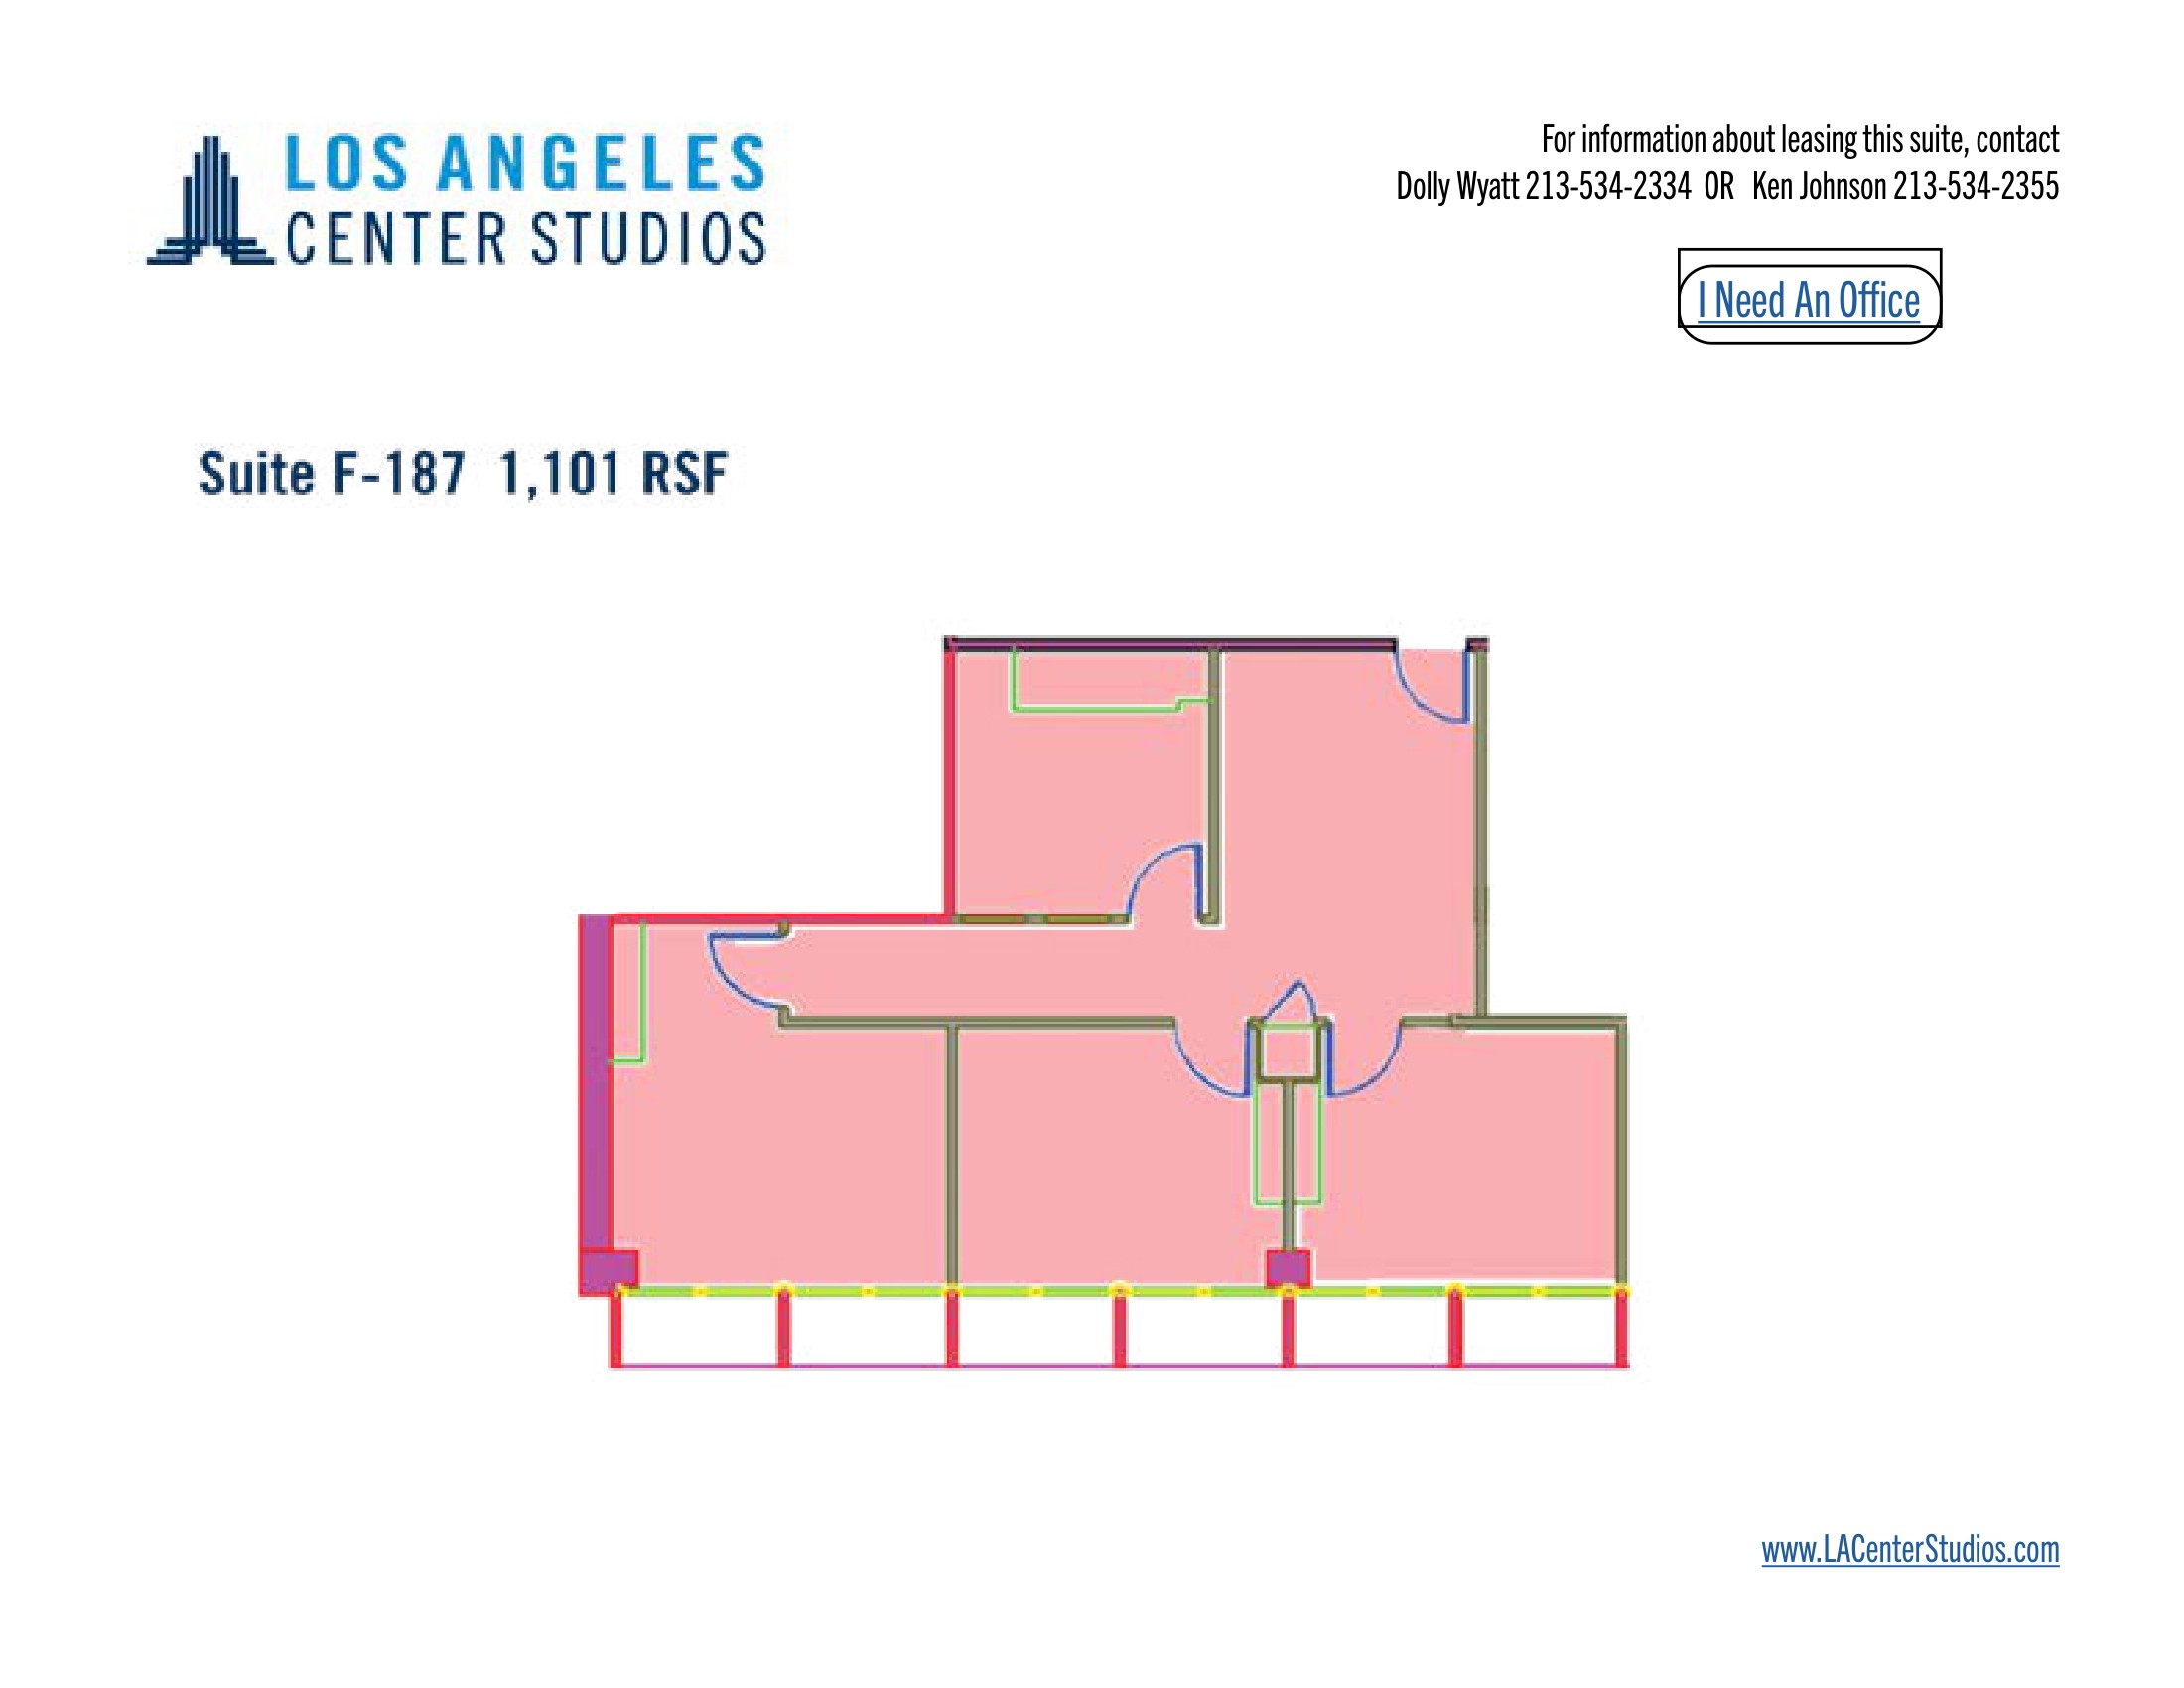 LOS ANGELES
CENTER STUDIOS
For information about leasing this suite, contact
Dolly Wyatt 213-534-2334 OR Ken Johnson 213-534-2355
I Need An Office
Suite F-187 1,101 RSF
www.LACenterStudios.com